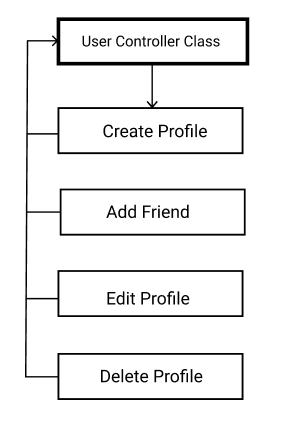 User Controller Class
Create Profile
Add Friend
Edit Profile
Delete Profile